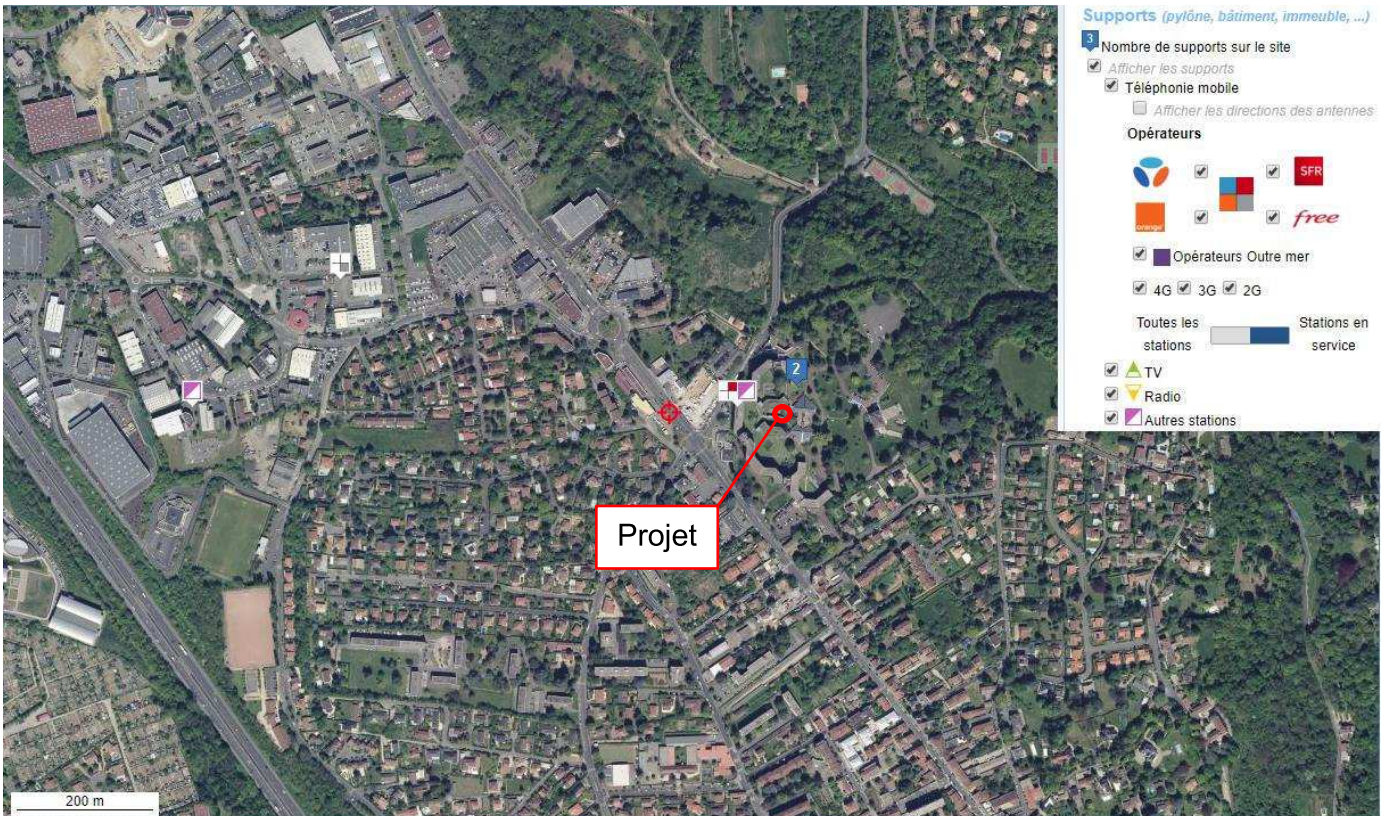 Supports (pylône, bâtiment, immeuble, ...)
3
Nombre de supports sur le site
Afficher les supports
Téléphonie mobile
Afficher les directions des antennes
Opérateurs
SFR
orange
free
Opérateurs Outre mer
4G 3G 2G
Toutes les stations
Stations en service
TV
Radio
Autres stations
2
Projet
200 m